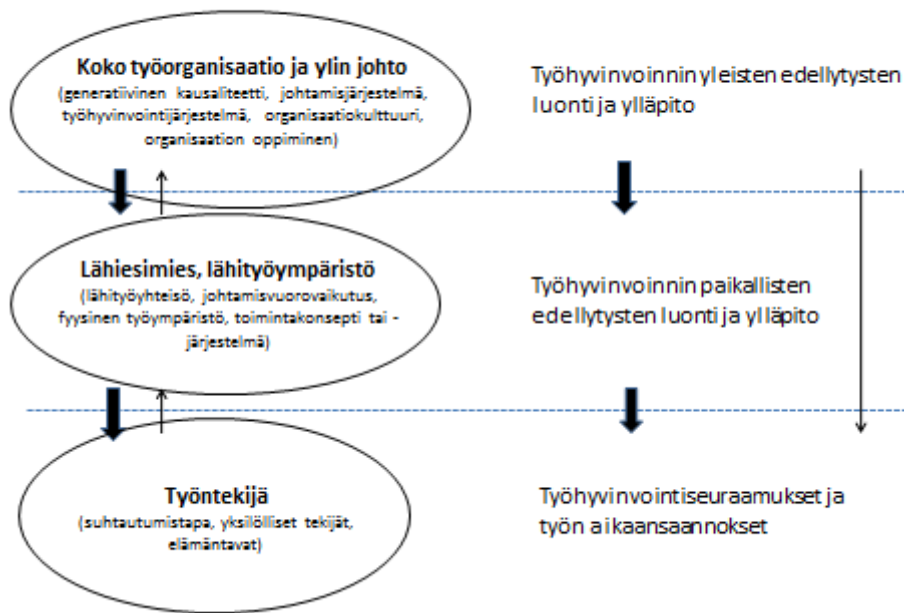 Koko työorganisaatio ja ylin johto
(generatiivinen kausaliteetti, johtamisjärjestelmä,
työhyvinvointijärjestelmä, organisaatiokulttuuri,
organisaation oppiminen)
Työhyvinvoinnin yleisten edellytysten
luonti ja ylläpito
Lähiesimies, lähityöympäristö
(lähityöyhteisö, johtamisvuorovaikutus,
fyysinen työympäristö, toimintakonsepti tai -
järjestelmä)
Työhyvinvoinnin paikallisten
edellytysten luonti ja ylläpito
Työntekijä
(suhtautumistapa, yksilölliset tekijät,
elämäntavat)
Työhyvinvointiseuraamukset ja
työn aikaansaannokset